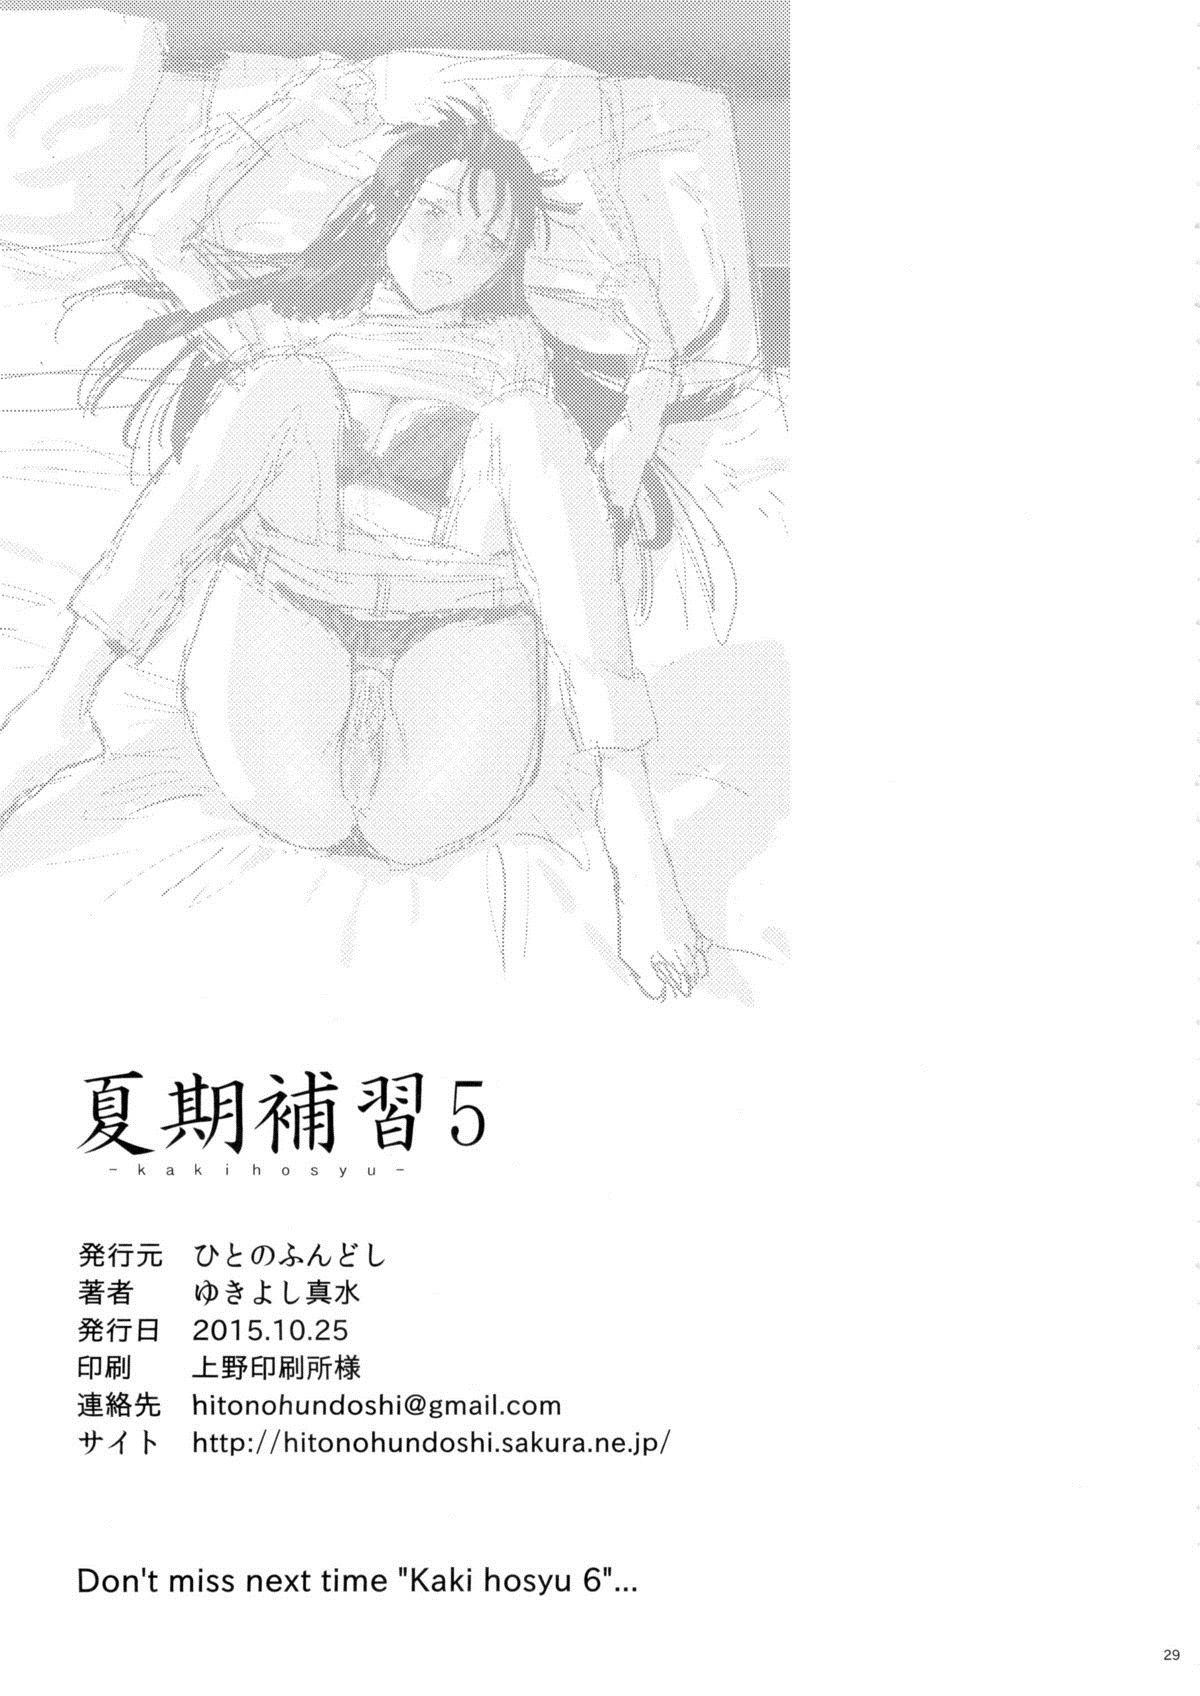 夏期補習5
-kakihosyu-
発行元 ひとのふんどし
著者 ゆきよし真水
発行日 2015.10.25
印刷 上野印刷所様
連絡先 hitonohundoshi@gmail.com
サイト http://hitonohundoshi.sakura.ne.jp/
Don't miss next time "Kaki hosyu 6"...
29